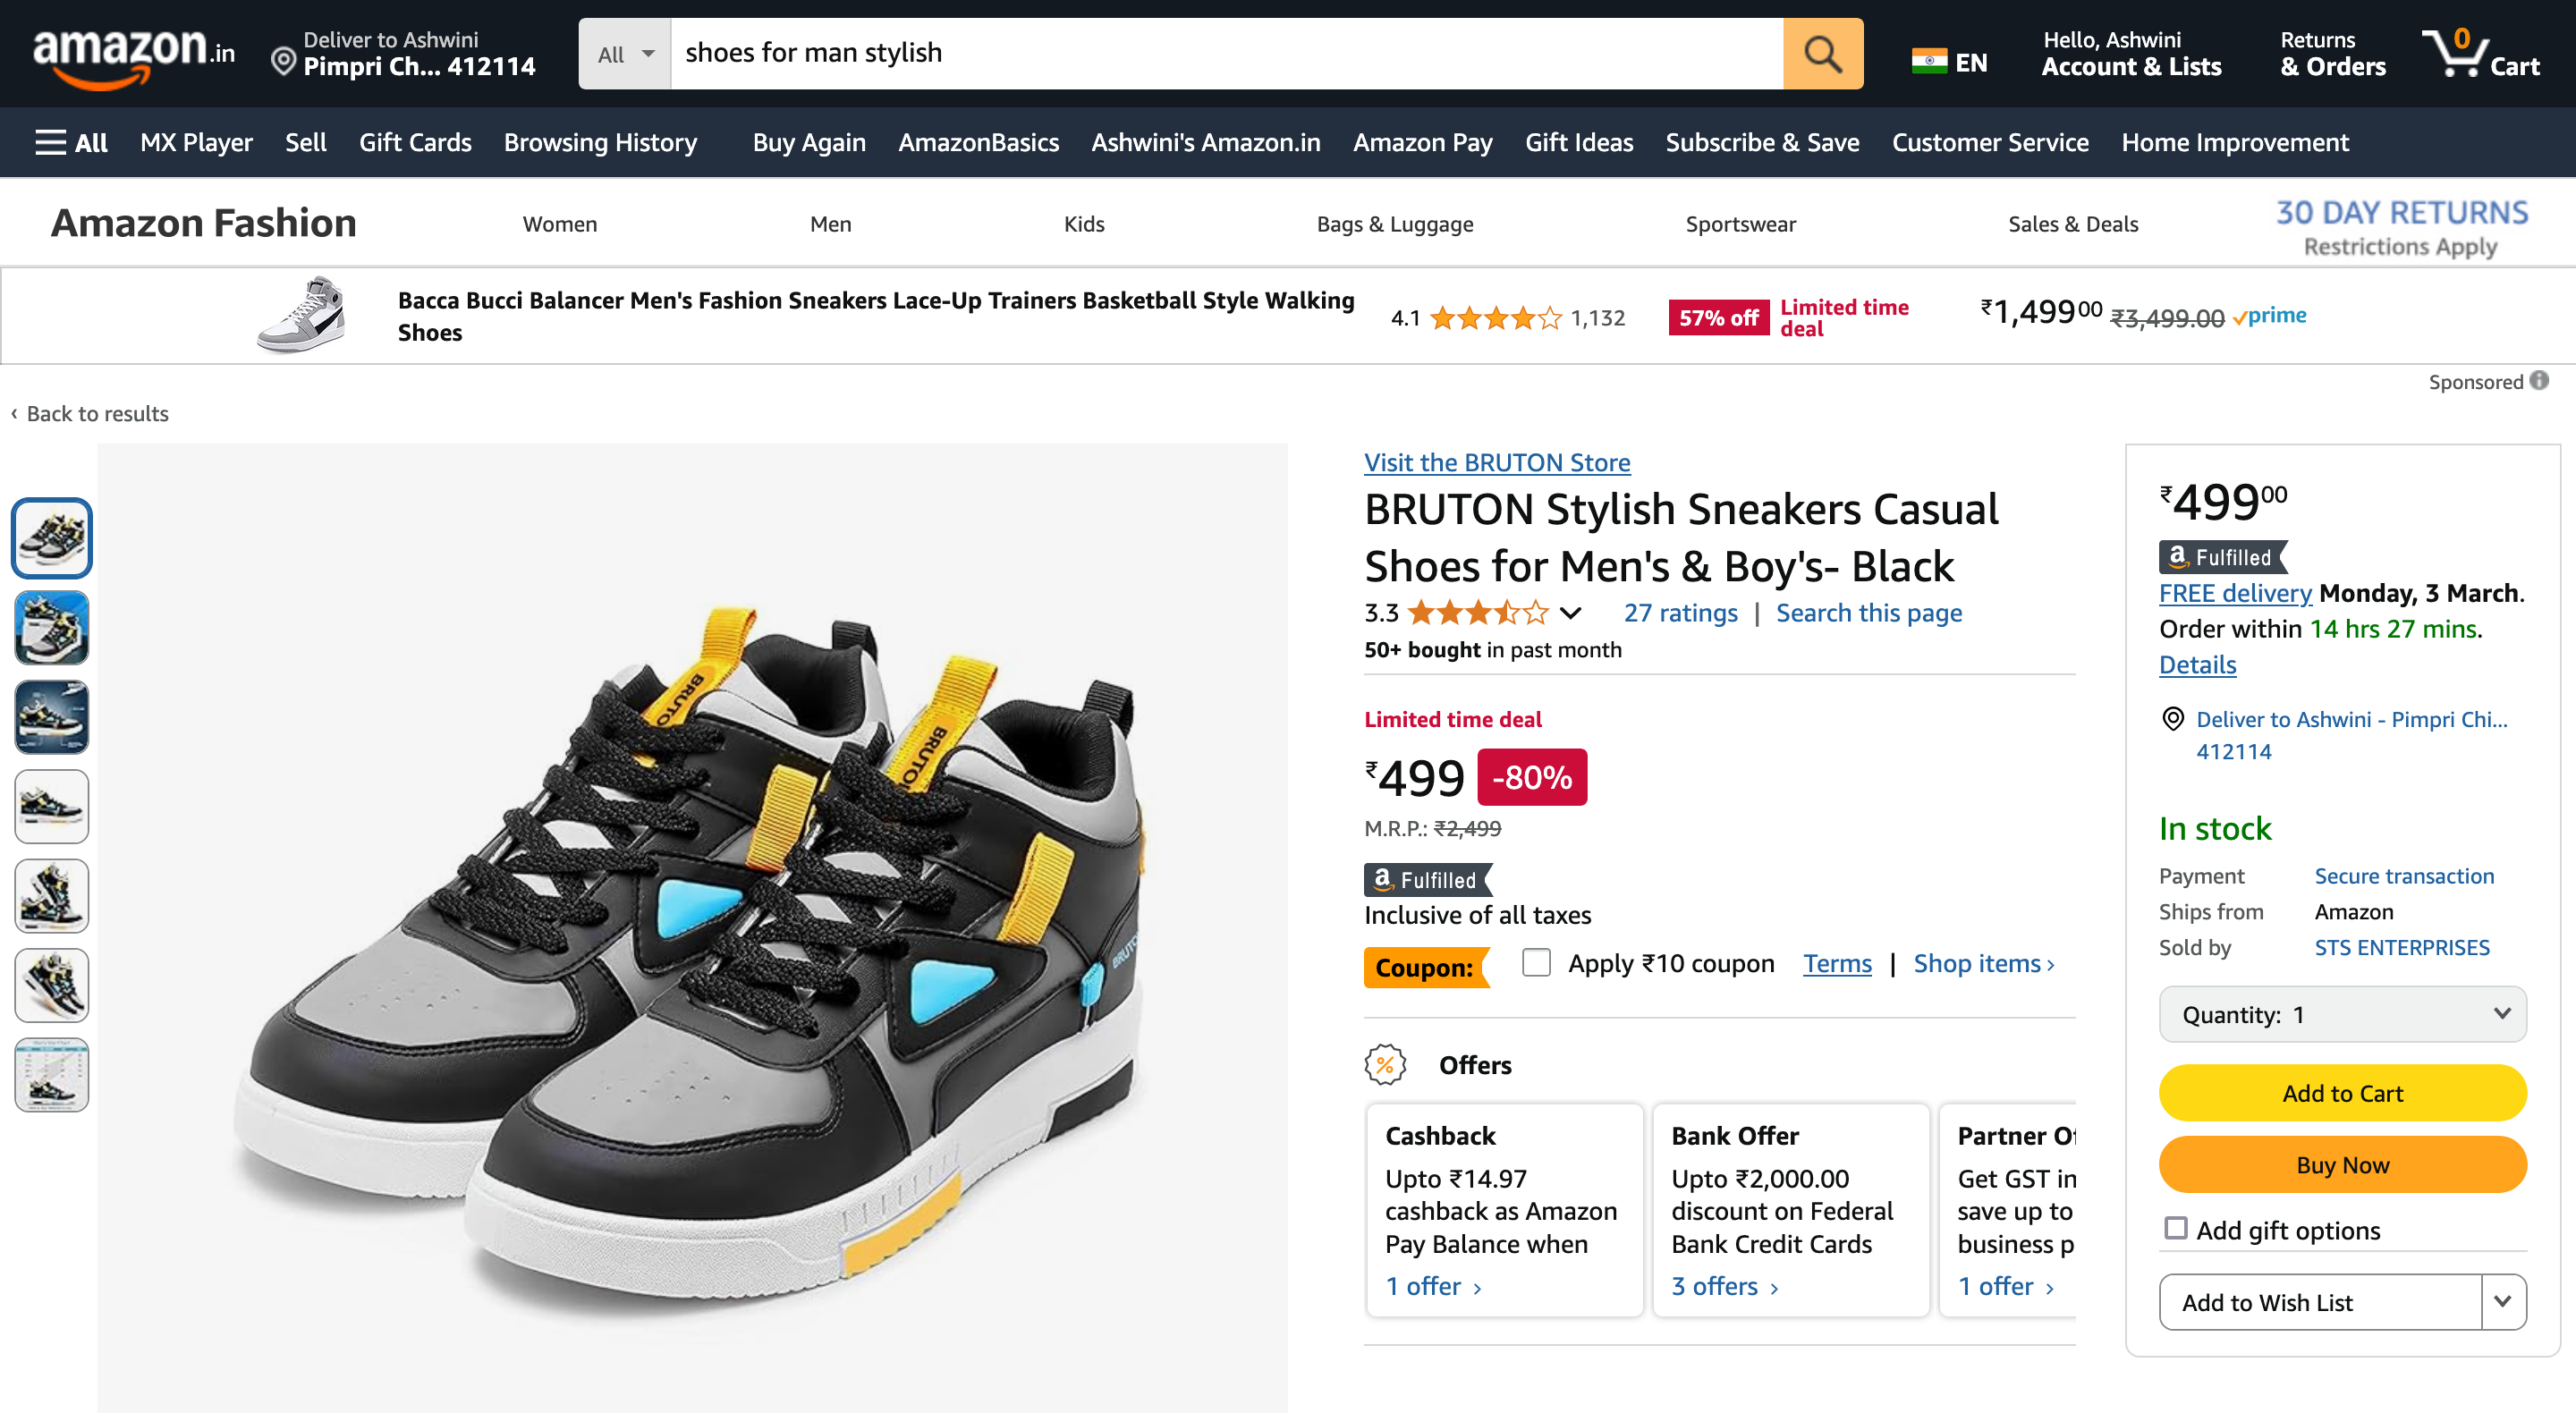 amazon.in
Deliver to Ashwini
Pimpri Ch... 412114
All
shoes for man stylish
EN
Hello, Ashwini
Account & Lists
Returns
& Orders
0
Cart
All
MX Player
Sell
Gift Cards
Browsing History
Buy Again
AmazonBasics
Ashwini's Amazon.in
Amazon Pay
Gift Ideas
Subscribe & Save
Customer Service
Home Improvement
Amazon Fashion
Women
Men
Kids
Bags & Luggage
Sportswear
Sales & Deals
30 DAY RETURNS
Restrictions Apply
Bacca Bucci Balancer Men's Fashion Sneakers Lace-Up Trainers Basketball Style Walking
Shoes
4.1
1,132
57% off
Limited time
deal
₹1,49900
₹3,499.00
prime
Sponsored
‹ Back to results
BRUTO
BRUTO
BRUTO
Visit the BRUTON Store
BRUTON Stylish Sneakers Casual
Shoes for Men's & Boy's- Black
3.3
27 ratings | Search this page
50+ bought in past month
Limited time deal
₹499 -80%
M.R.P.: ₹2,499
a Fulfilled
Inclusive of all taxes
Coupon: Apply ₹10 coupon Terms | Shop items ›
% Offers
Cashback
Upto ₹14.97
cashback as Amazon
Pay Balance when
1 offer ›
Bank Offer
Upto ₹2,000.00
discount on Federal
Bank Credit Cards
3 offers ›
Partner Of
Get GST in
save up to
business p
1 offer ›
₹49900
a Fulfilled
FREE delivery Monday, 3 March.
Order within 14 hrs 27 mins.
Details
Deliver to Ashwini - Pimpri Chi...
412114
In stock
Payment Secure transaction
Ships from Amazon
Sold by STS ENTERPRISES
Quantity: 1
Add to Cart
Buy Now
Add gift options
Add to Wish List